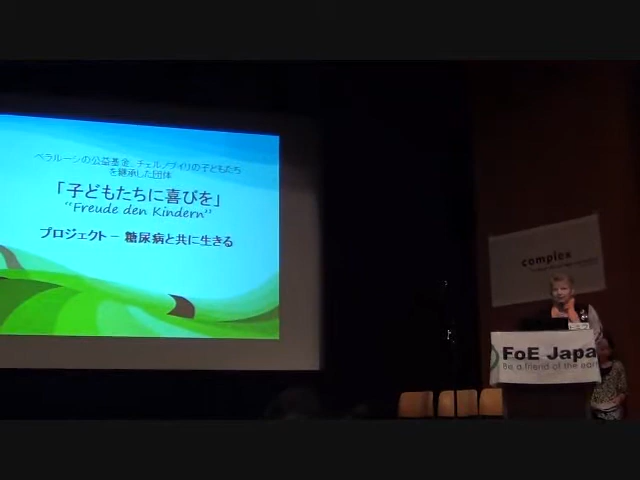 ベラルーシの公益基金、チェルノブイリの子どもたち
を継承した団体
「子どもたちに喜びを」
"Freude den Kindern"
プロジェクト － 糖尿病と共に生きる
complex
FoE Japa
Be a friend of the eart